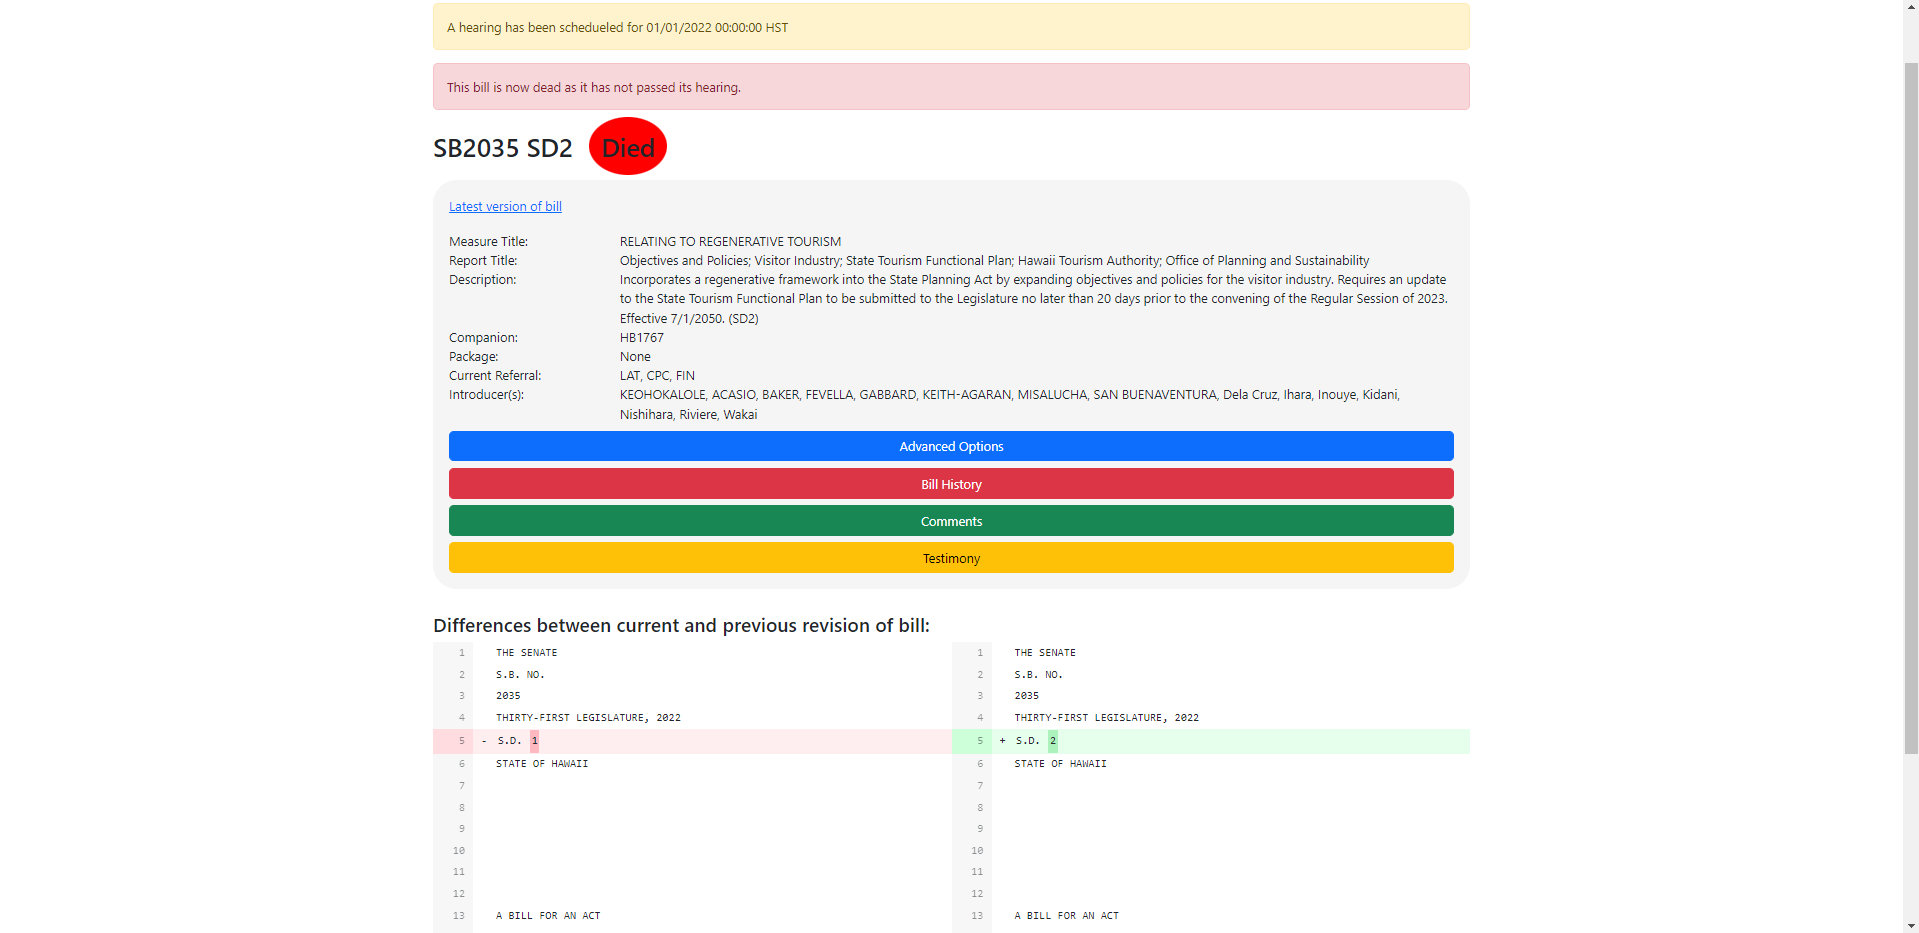 A hearing has been schedueled for 01/01/2022 00:00:00 HST
This bill is now dead as it has not passed its hearing.
SB2035 SD2 Died
Latest version of bill
Measure Title: RELATING TO REGENERATIVE TOURISM
Report Title: Objectives and Policies; Visitor Industry; State Tourism Functional Plan; Hawaii Tourism Authority; Office of Planning and Sustainability
Description: Incorporates a regenerative framework into the State Planning Act by expanding objectives and policies for the visitor industry. Requires an update
to the State Tourism Functional Plan to be submitted to the Legislature no later than 20 days prior to the convening of the Regular Session of 2023.
Effective 7/1/2050. (SD2)
Companion: HB1767
Package: None
Current Referral: LAT, CPC, FIN
Introducer(s): KEOHOKALOLE, ACASIO, BAKER, FEVELLA, GABBARD, KEITH-AGARAN, MISALUCHA, SAN BUENAVENTURA, Dela Cruz, Ihara, Inouye, Kidani,
Nishihara, Riviere, Wakai
Advanced Options
Bill History
Comments
Testimony
Differences between current and previous revision of bill:
1 THE SENATE 1 THE SENATE
2 S.B. NO. 2 S.B. NO.
3 2035 3 2035
4 THIRTY-FIRST LEGISLATURE, 2022 4 THIRTY-FIRST LEGISLATURE, 2022
5 - S.D. 1 5 + S.D. 2
6 STATE OF HAWAII 6 STATE OF HAWAII
7 7
8 8
9 9
10 10
11 11
12 12
13 A BILL FOR AN ACT 13 A BILL FOR AN ACT